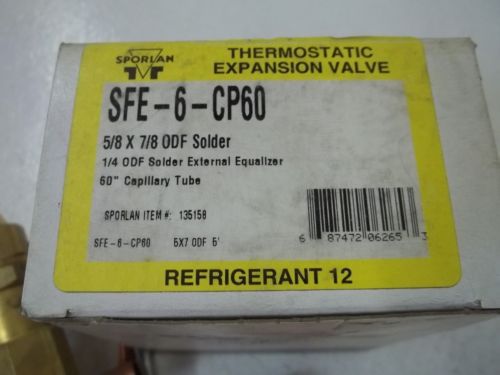 SPORLAN
THERMOSTATIC
EXPANSION VALVE
SFE-6-CP60
5/8 X 7/8 ODF Solder
1/4 ODF Solder External Equalizer
60" Capillary Tube
SPORLAN ITEM #: 135158
SFE-6-CP60 5X7 ODF 5'
6 87472 06265 3
REFRIGERANT 12